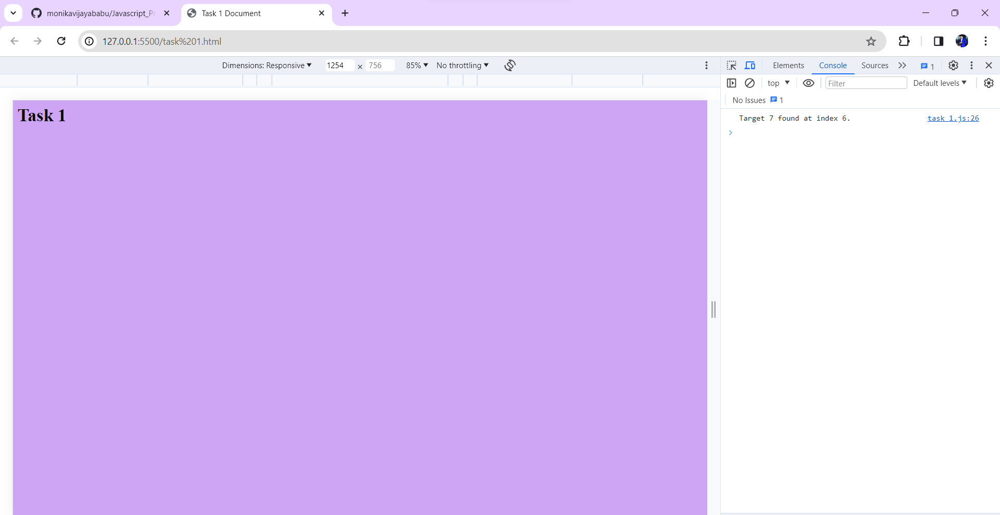 monikavijayababu/Javascript_Pr
Task 1 Document
127.0.0.1:5500/task%201.html
Dimensions: Responsive 1254 × 756 85% No throttling
Elements Console Sources 1
top Filter Default levels
No Issues 1
Task 1
Target 7 found at index 6. task 1.js:26